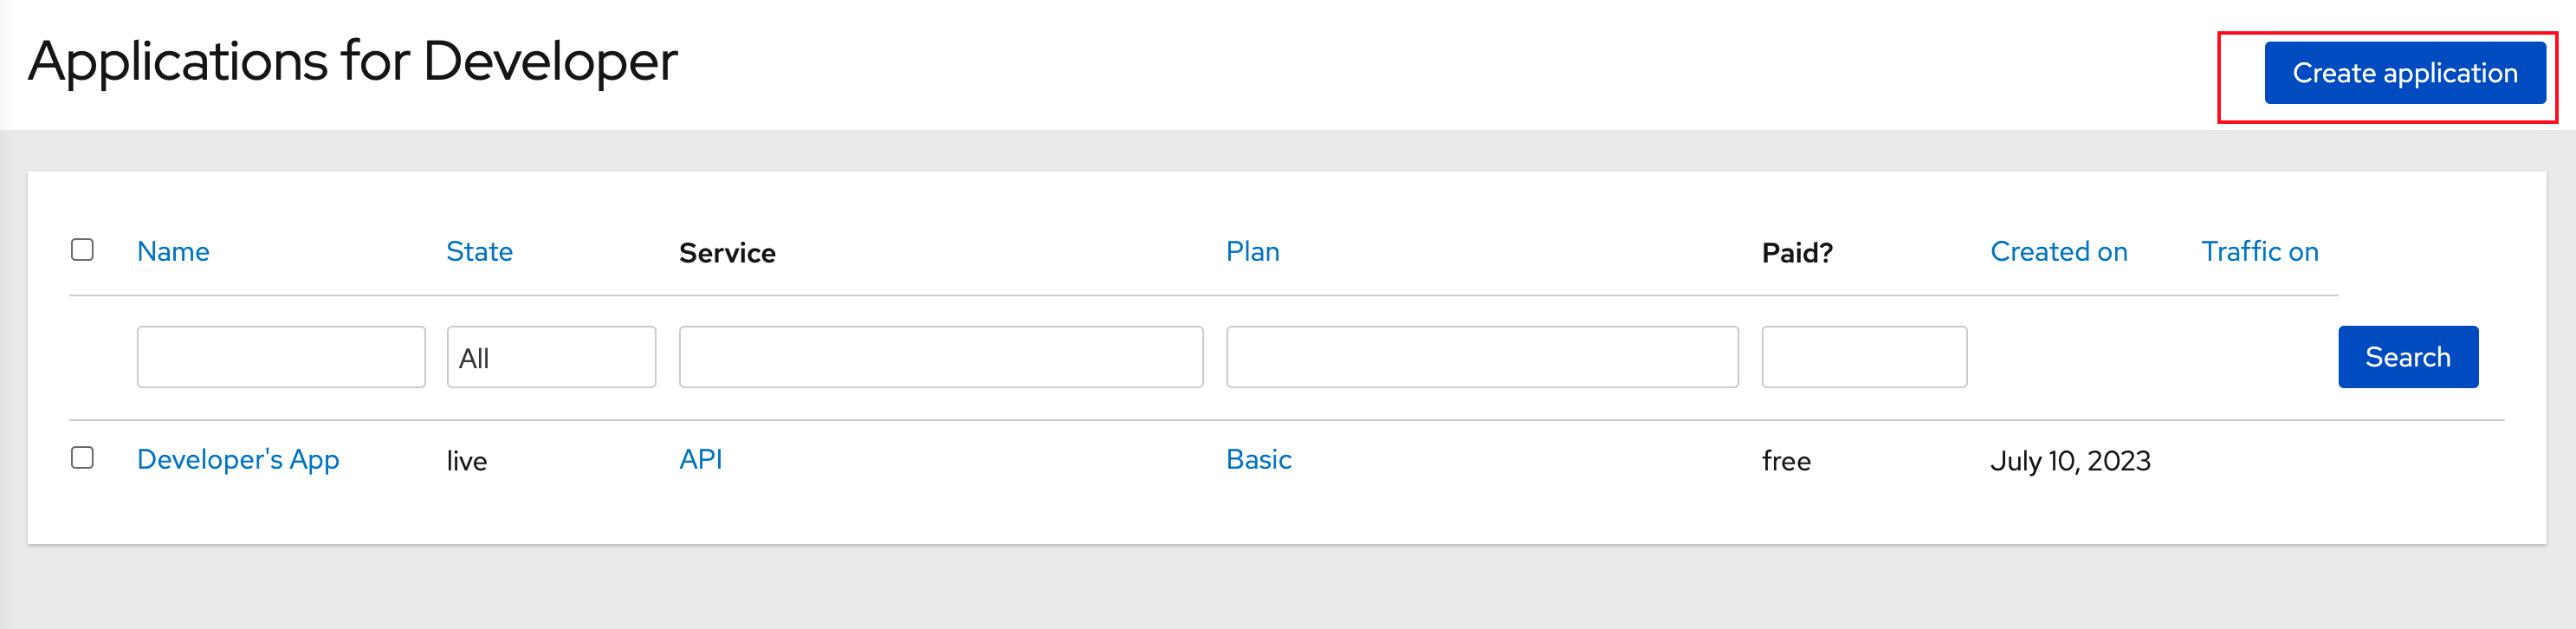 Applications for Developer
Create application
Name State Service Plan Paid? Created on Traffic on
All Search
Developer's App live API Basic free July 10, 2023